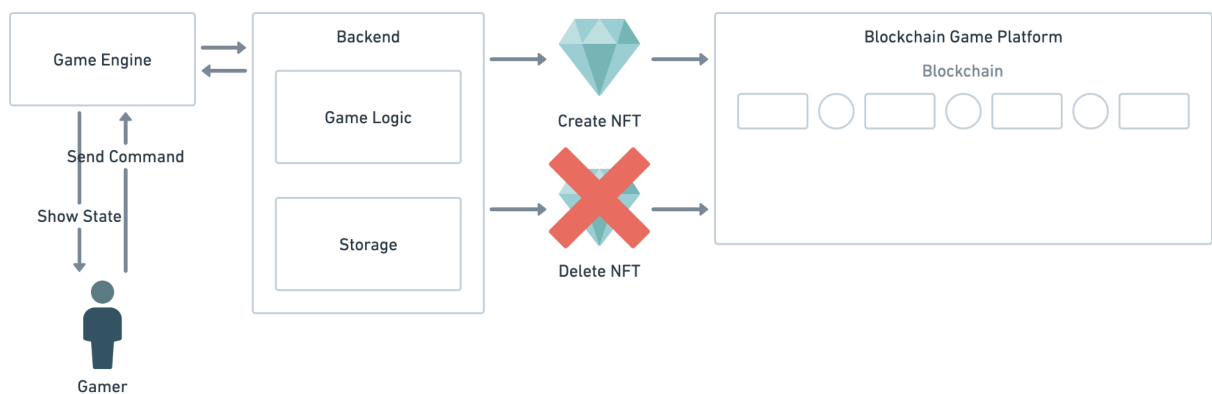 Game Engine
Backend
Blockchain Game Platform
Blockchain
Game Logic
Create NFT
Send Command
Show State
Storage
Delete NFT
Gamer